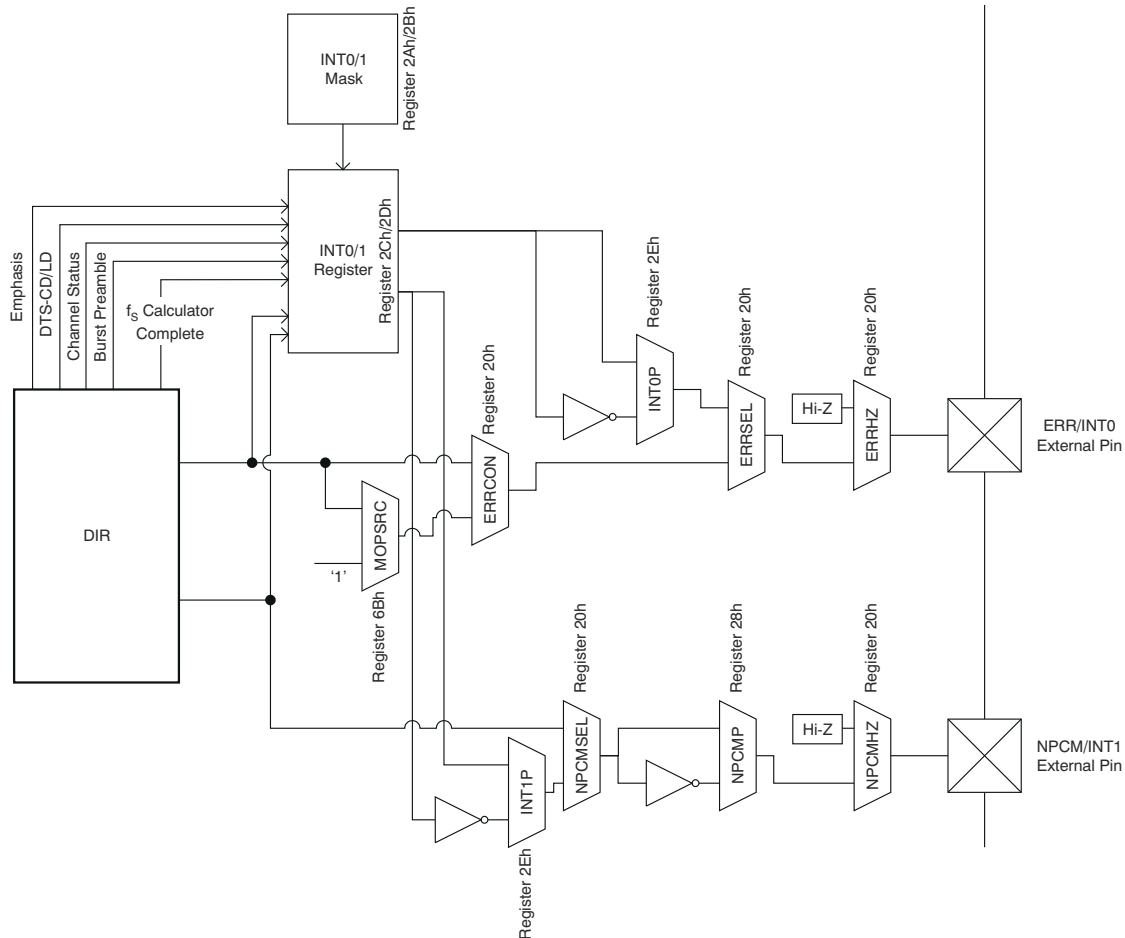 INT0/1
Mask
Register 2Ah/2Bh
INT0/1
Register
Register 2Ch/2Dh
Emphasis
DTS-CD/LD
Channel Status
Burst Preamble
fS Calculator
Complete
DIR
Register 20h
ERRCON
MOPSRC
'1'
Register 6Bh
Register 2Eh
INT0P
Register 20h
ERRSEL
Register 20h
Hi-Z
ERRHZ
ERR/INT0
External Pin
Register 20h
NPCMSEL
INT1P
Register 2Eh
Register 28h
NPCMP
Register 20h
Hi-Z
NPCMHZ
NPCM/INT1
External Pin